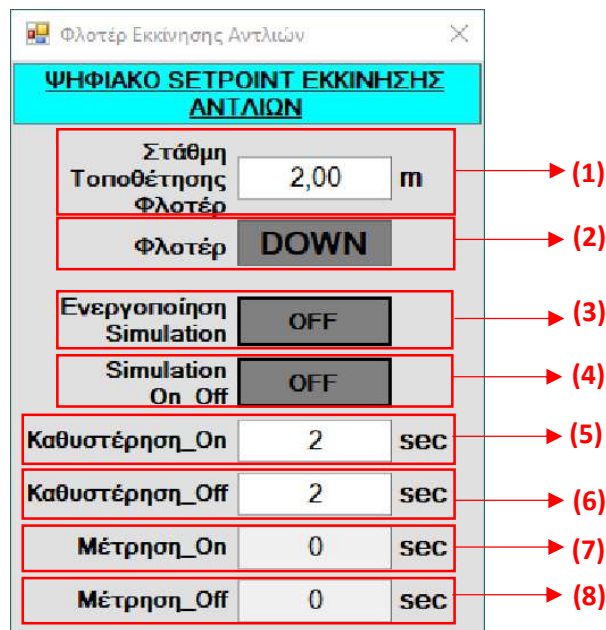 Φλοτέρ Εκκίνησης Αντλιών
ΨΗΦΙΑΚΟ SETPOINT ΕΚΚΙΝΗΣΗΣ
ΑΝΤΛΙΩΝ
Στάθμη
Τοποθέτησης
Φλοτέρ
2,00 m
(1)
Φλοτέρ DOWN
(2)
Ενεργοποίηση
Simulation
OFF
(3)
Simulation
On_Off
OFF
(4)
Καθυστέρηση_On 2 sec
(5)
Καθυστέρηση_Off 2 sec
(6)
Μέτρηση_On 0 sec
(7)
Μέτρηση_Off 0 sec
(8)